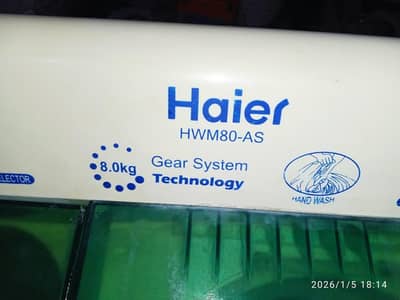 Haier
HWM80-AS
8.0kg
Gear System
Technology
HAND WASH
2026/1/5 18:14